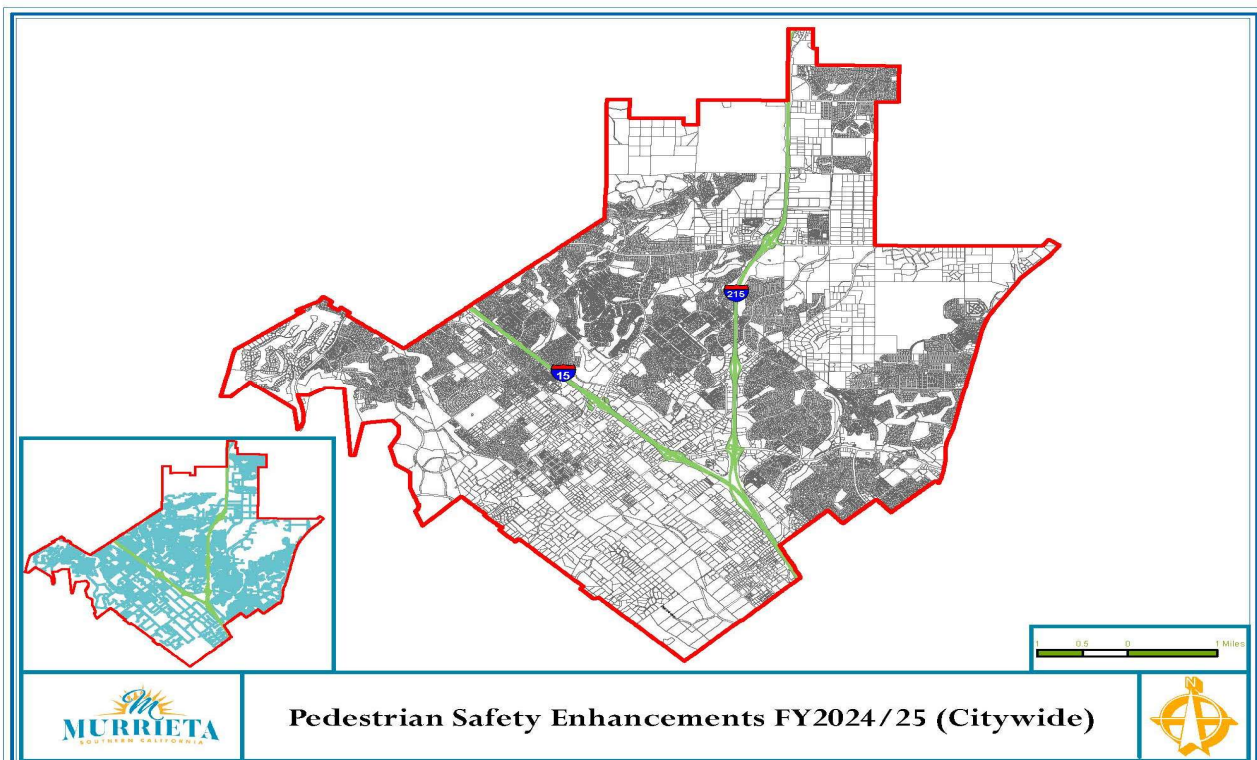 215
15
1 0.5 0 1 Miles
M
MURRIETA
SOUTHERN CALIFORNIA
Pedestrian Safety Enhancements FY2024/25 (Citywide)
N